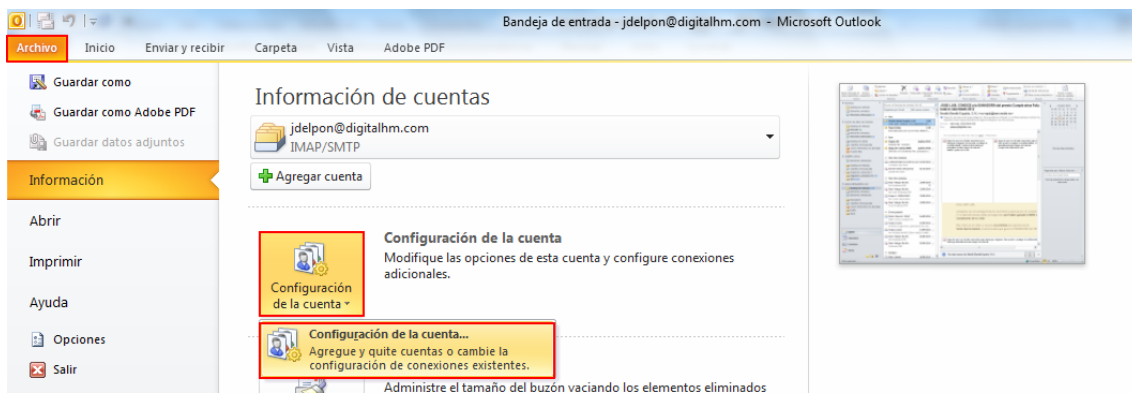 Bandeja de entrada - jdelpon@digitalhm.com - Microsoft Outlook
Archivo Inicio Enviar y recibir Carpeta Vista Adobe PDF
Guardar como
Guardar como Adobe PDF
Guardar datos adjuntos
Información
Abrir
Imprimir
Ayuda
Opciones
Salir
Información de cuentas
jdelpon@digitalhm.com
IMAP/SMTP
Agregar cuenta
Configuración
de la cuenta
Configuración de la cuenta
Modifique las opciones de esta cuenta y configure conexiones
adicionales.
Configuración de la cuenta...
Agregue y quite cuentas o cambie la
configuración de conexiones existentes.
Administre el tamaño del buzón vaciando los elementos eliminados